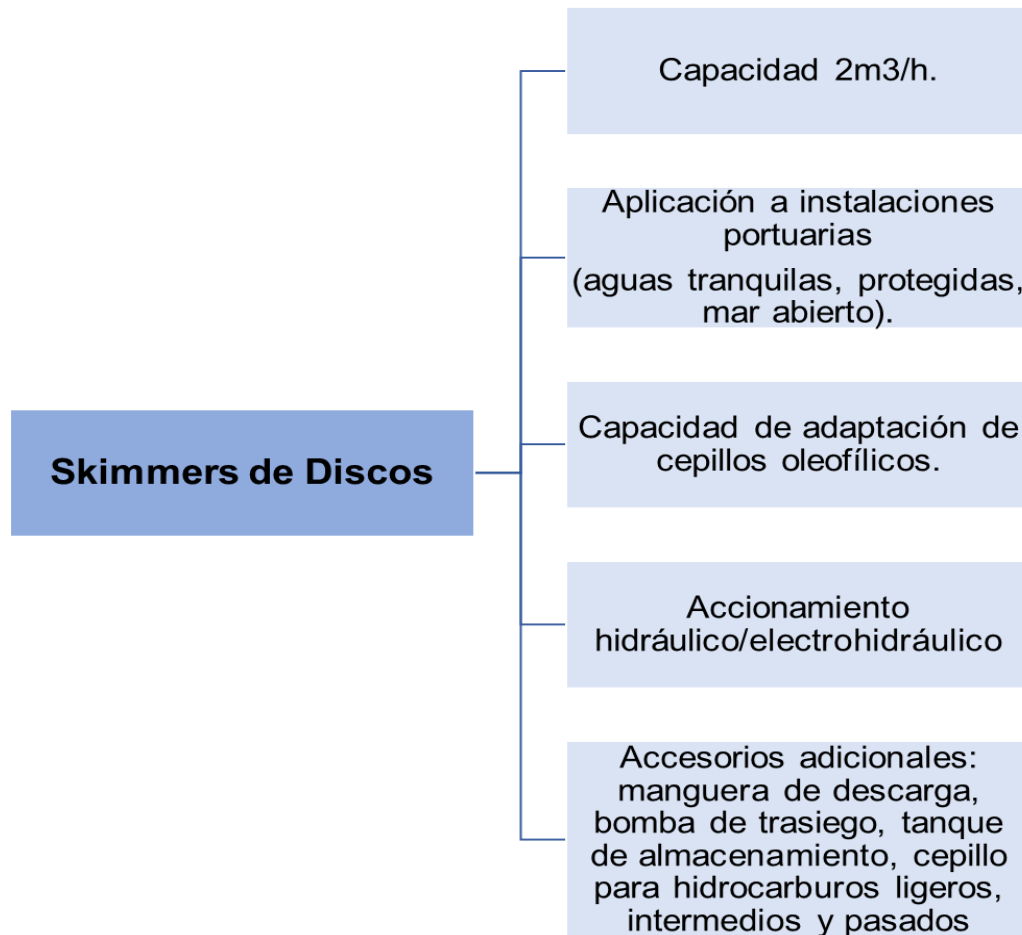 Capacidad 2m3/h.
Aplicación a instalaciones
portuarias
(aguas tranquilas, protegidas,
mar abierto).
Capacidad de adaptación de
cepillos oleofílicos.
Skimmers de Discos
Accionamiento
hidráulico/electrohidráulico
Accesorios adicionales:
manguera de descarga,
bomba de trasiego, tanque
de almacenamiento, cepillo
para hidrocarburos ligeros,
intermedios y pasados